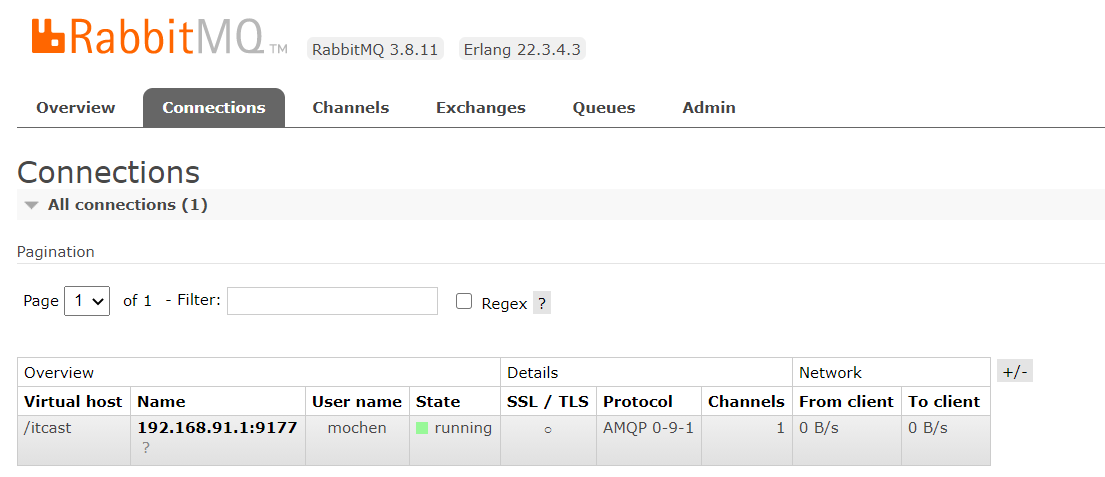 RabbitMQ TM RabbitMQ 3.8.11 Erlang 22.3.4.3
Overview Connections Channels Exchanges Queues Admin
Connections
All connections (1)
Pagination
Page 1 of 1 - Filter: Regex ?
Overview Details Network +/-
Virtual host Name User name State SSL / TLS Protocol Channels From client To client
/itcast 192.168.91.1:9177 mochen running ○ AMQP 0-9-1 1 0 B/s 0 B/s
?